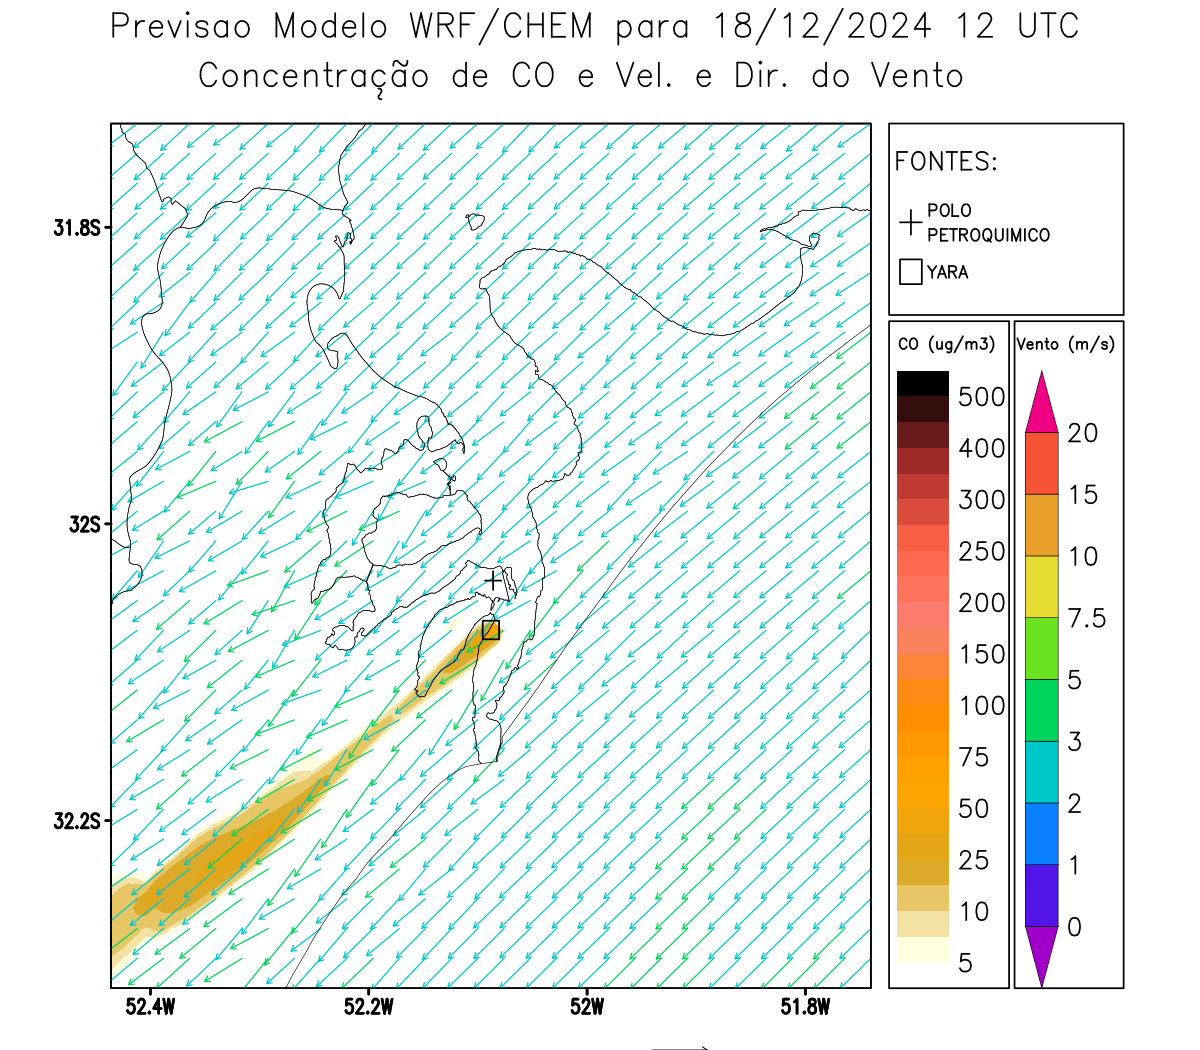 Previsao Modelo WRF/CHEM para 18/12/2024 12 UTC
Concentração de CO e Vel. e Dir. do Vento
FONTES:
POLO
PETROQUIMICO
YARA
31.8S
32S
32.2S
52.4W
52.2W
52W
51.8W
CO (ug/m3)
500
400
300
250
200
150
100
75
50
25
10
5
Vento (m/s)
20
15
10
7.5
5
3
2
1
0